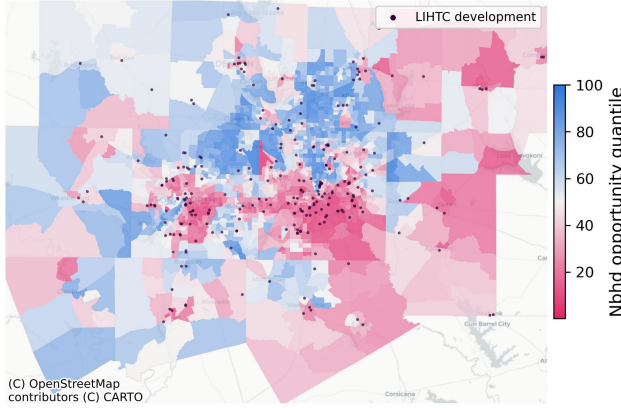 LIHTC development
100
80
60
40
20
Nbhd opportunity quantile
Gun Barrel City
Corsicana
(C) OpenStreetMap
contributors (C) CARTO